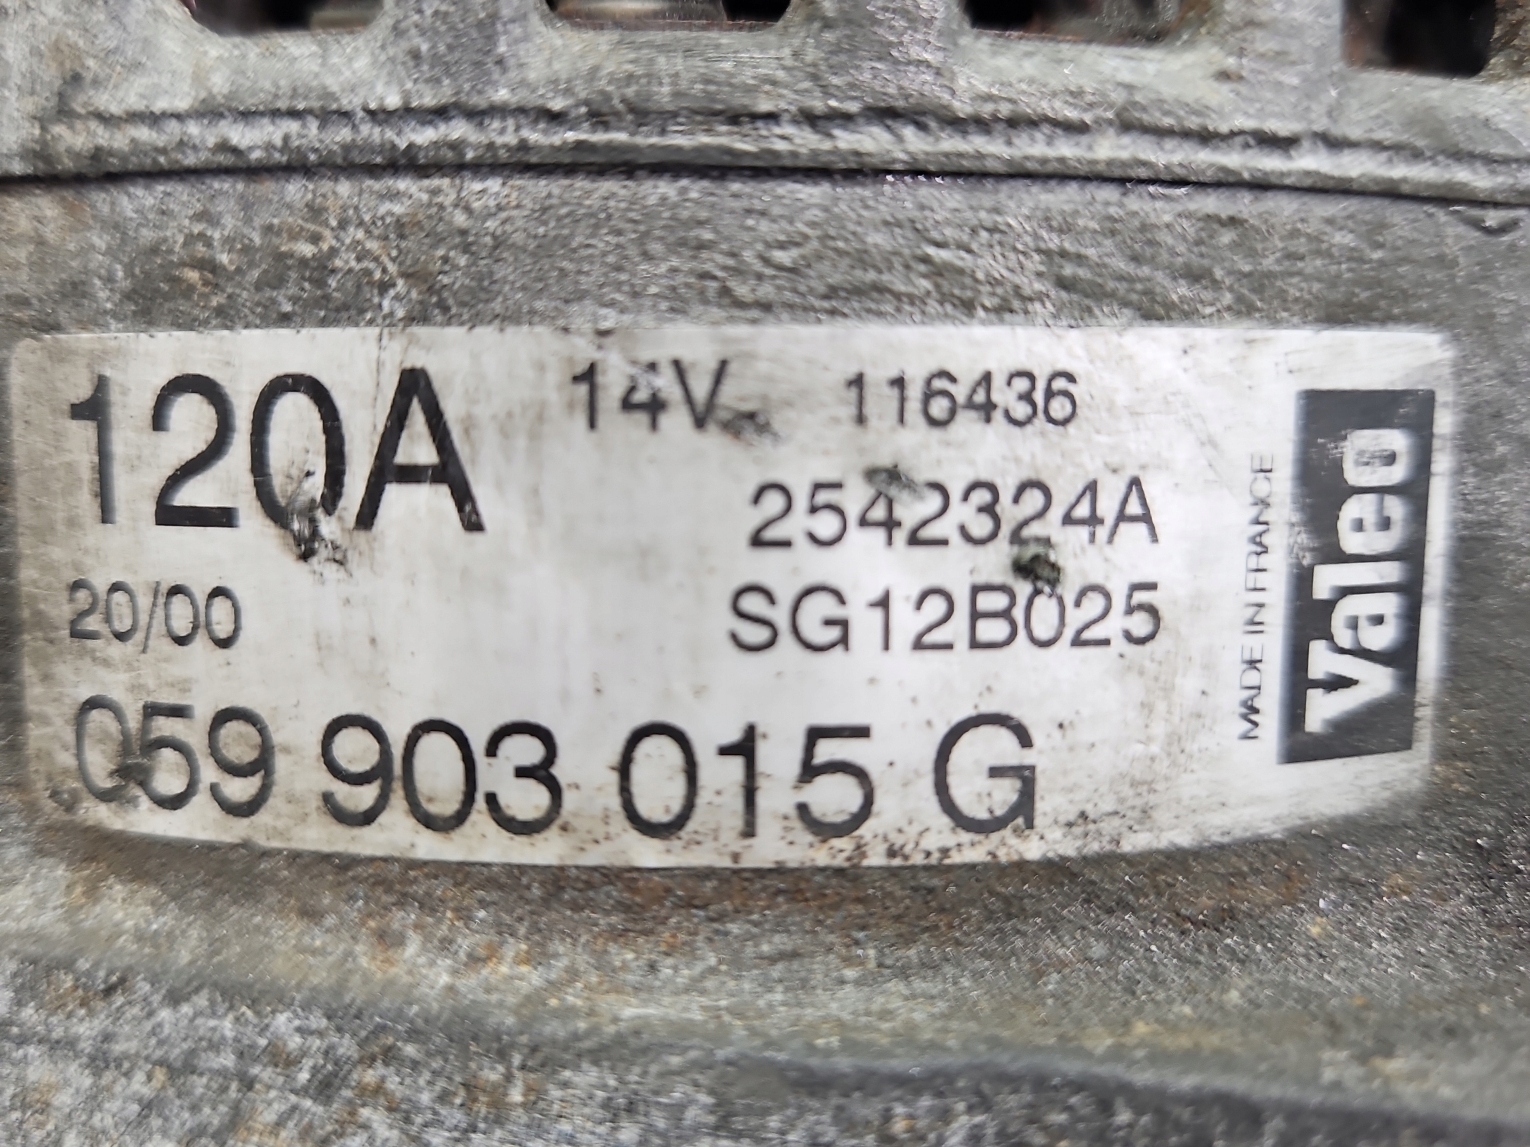 120A 14V 116436
2542324A
20/00 SG12B025
059 903 015 G
MADE IN FRANCE
Valeo